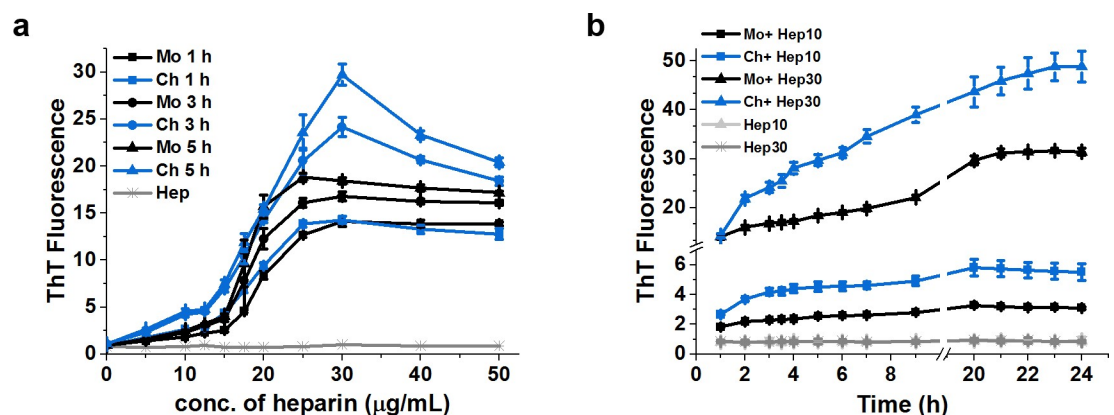 a
ThT Fluorescence
30
25
20
15
10
5
0
Mo 1 h
Ch 1 h
Mo 3 h
Ch 3 h
Mo 5 h
Ch 5 h
Hep
0 10 20 30 40 50
conc. of heparin (μg/mL)
b
ThT Fluorescence
50
40
30
20
6
4
2
0
Mo+ Hep10
Ch+ Hep10
Mo+ Hep30
Ch+ Hep30
Hep10
Hep30
0 2 4 6 8 20 22 24
Time (h)